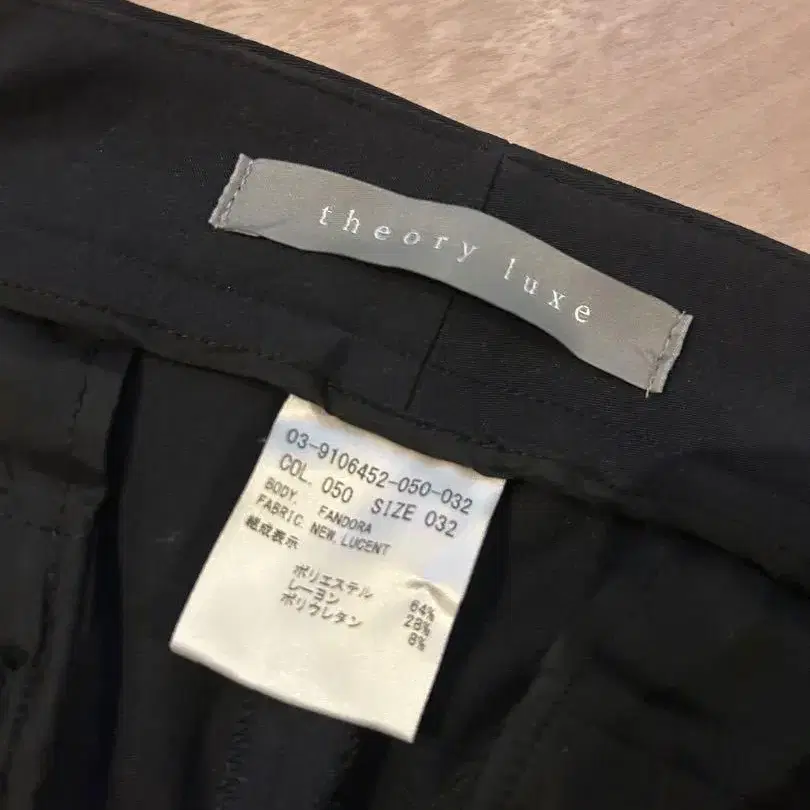 theory luxe
03-9106452-050-032
COL. 050 SIZE 032
BODY. FANDORA
FABRIC. NEW.LUCENT
組成表示
ポリエステル 64%
レーヨン 28%
ポリウレタン 8%